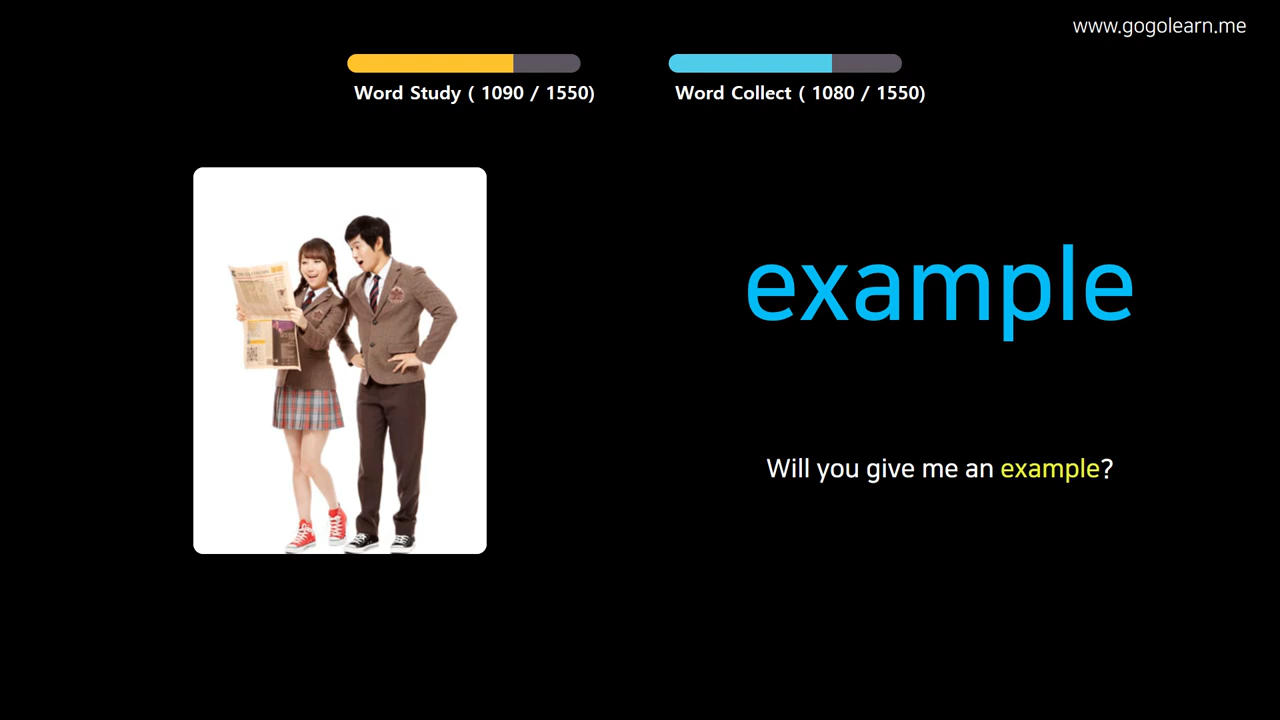 www.gogolearn.me
Word Study ( 1090 / 1550)
Word Collect ( 1080 / 1550)
example
Will you give me an example?